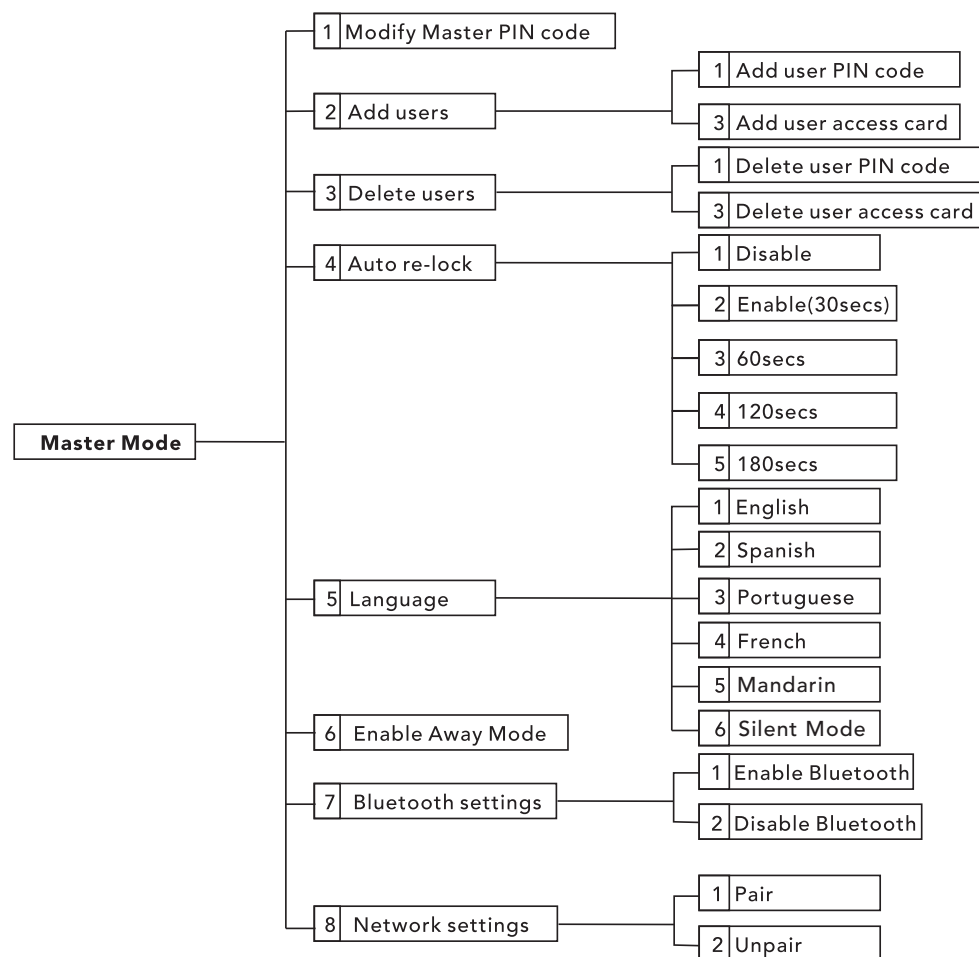 1 Modify Master PIN code
2 Add users
1 Add user PIN code
3 Add user access card
3 Delete users
1 Delete user PIN code
3 Delete user access card
4 Auto re-lock
1 Disable
2 Enable(30secs)
3 60secs
4 120secs
5 180secs
Master Mode
5 Language
1 English
2 Spanish
3 Portuguese
4 French
5 Mandarin
6 Silent Mode
6 Enable Away Mode
7 Bluetooth settings
1 Enable Bluetooth
2 Disable Bluetooth
8 Network settings
1 Pair
2 Unpair